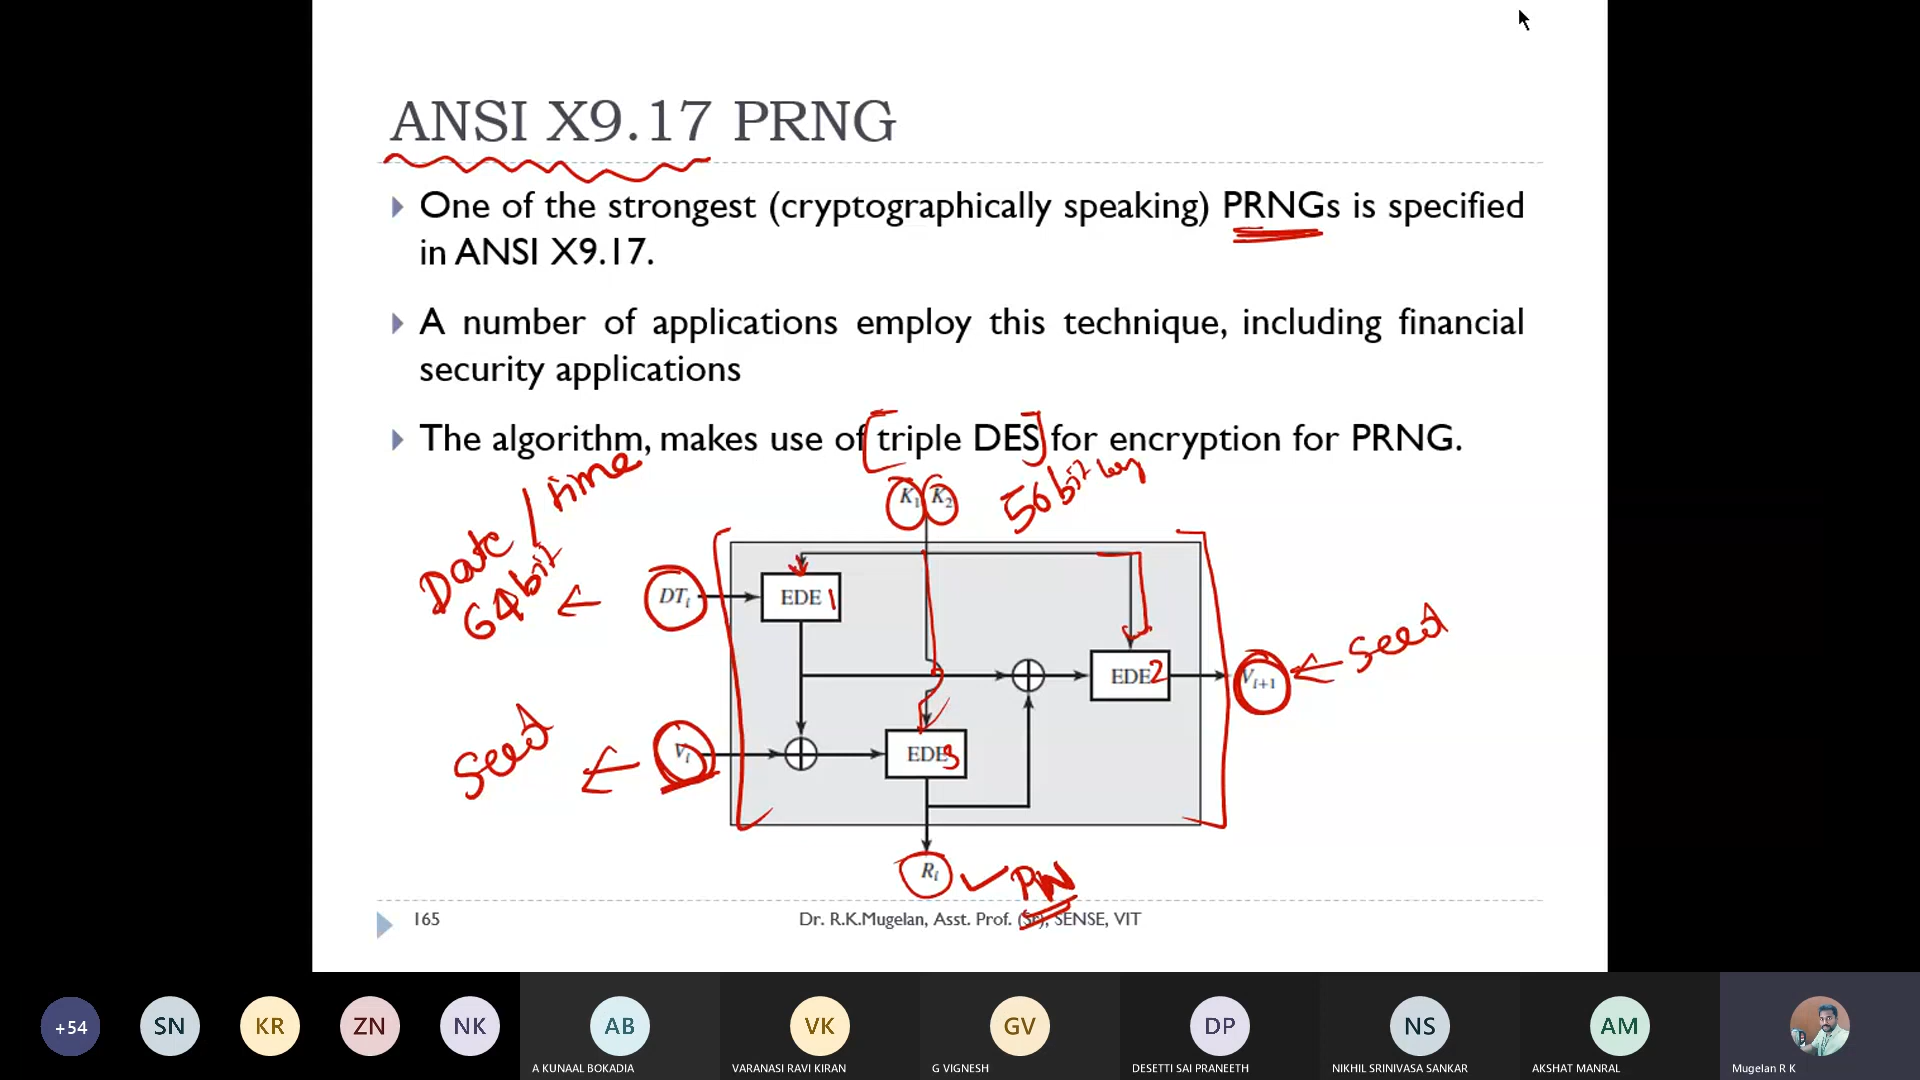 ANSI X9.17 PRNG
One of the strongest (cryptographically speaking) PRNGs is specified
in ANSI X9.17.
A number of applications employ this technique, including financial
security applications
The algorithm, makes use of [triple DES] for encryption for PRNG.
Date / time
64 bit
K₁ K₂
56 bit key
DTᵢ
EDE 1
EDE 2
Vᵢ₊₁
Seed
Seed
Vᵢ
EDE 3
Rᵢ
PN
165
Dr. R.K.Mugelan, Asst. Prof. (Sr), SENSE, VIT
+54
SN
KR
ZN
NK
AB
VK
GV
DP
NS
AM
A KUNAAL BOKADIA
VARANASI RAVI KIRAN
G VIGNESH
DESETTI SAI PRANEETH
NIKHIL SRINIVASA SANKAR
AKSHAT MANRAL
Mugelan R K